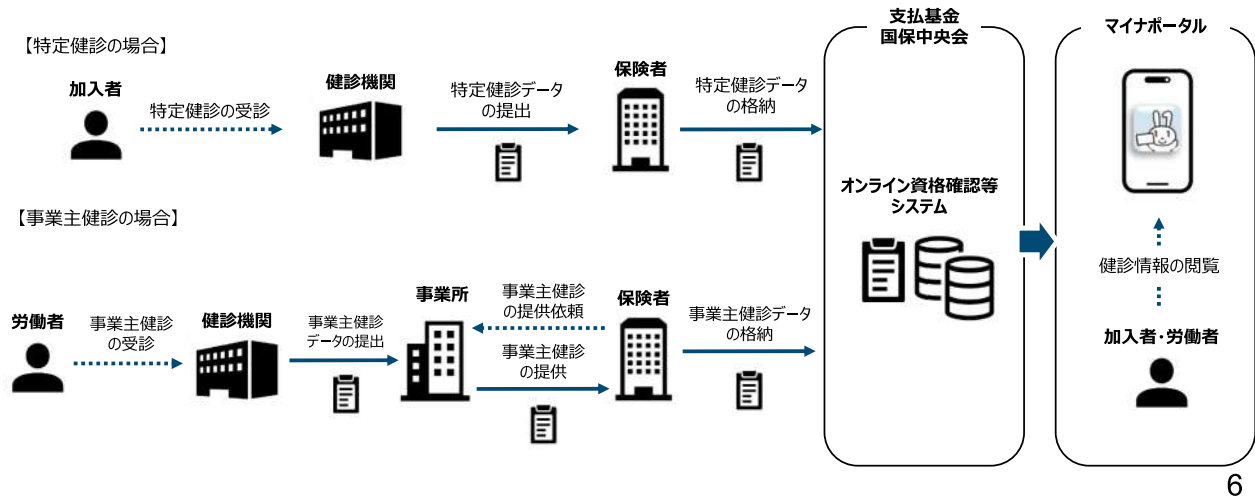 【特定健診の場合】
加入者
特定健診の受診
健診機関
特定健診データ
の提出
保険者
特定健診データ
の格納
【事業主健診の場合】
労働者
事業主健診
の受診
健診機関
事業主健診
データの提出
事業所
事業主健診
の提供依頼
事業主健診
の提供
保険者
事業主健診データ
の格納
支払基金
国保中央会
オンライン資格確認等
システム
マイナポータル
健診情報の閲覧
加入者・労働者
6